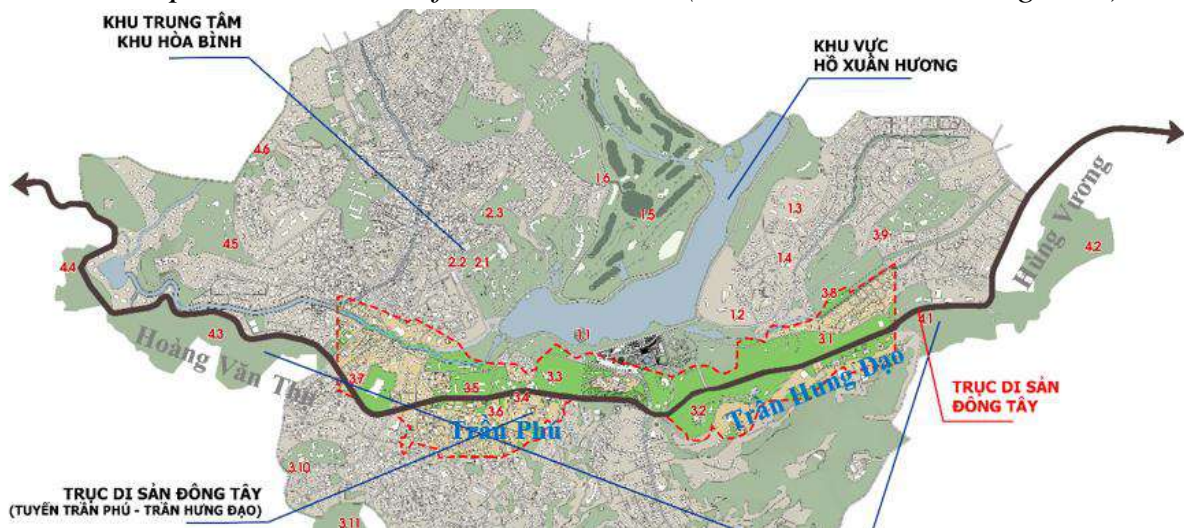 KHU TRUNG TÂM
KHU HÒA BÌNH
KHU VỰC
HỒ XUÂN HƯƠNG
4.6
1.6
2.3
1.5
1.3
4.5
3.9
2.2
2.1
1.4
4.2
4.4
Hùng Vương
3.8
1.2
4.3
1.1
3.1
4.1
Hoàng Văn Thụ
3.7
3.5
3.3
3.4
3.6
3.2
Trần Hưng Đạo
Trần Phú
TRỤC DI SẢN
ĐÔNG TÂY
3.10
TRỤC DI SẢN ĐÔNG TÂY
(TUYẾN TRẦN PHÚ - TRẦN HƯNG ĐẠO)
3.11